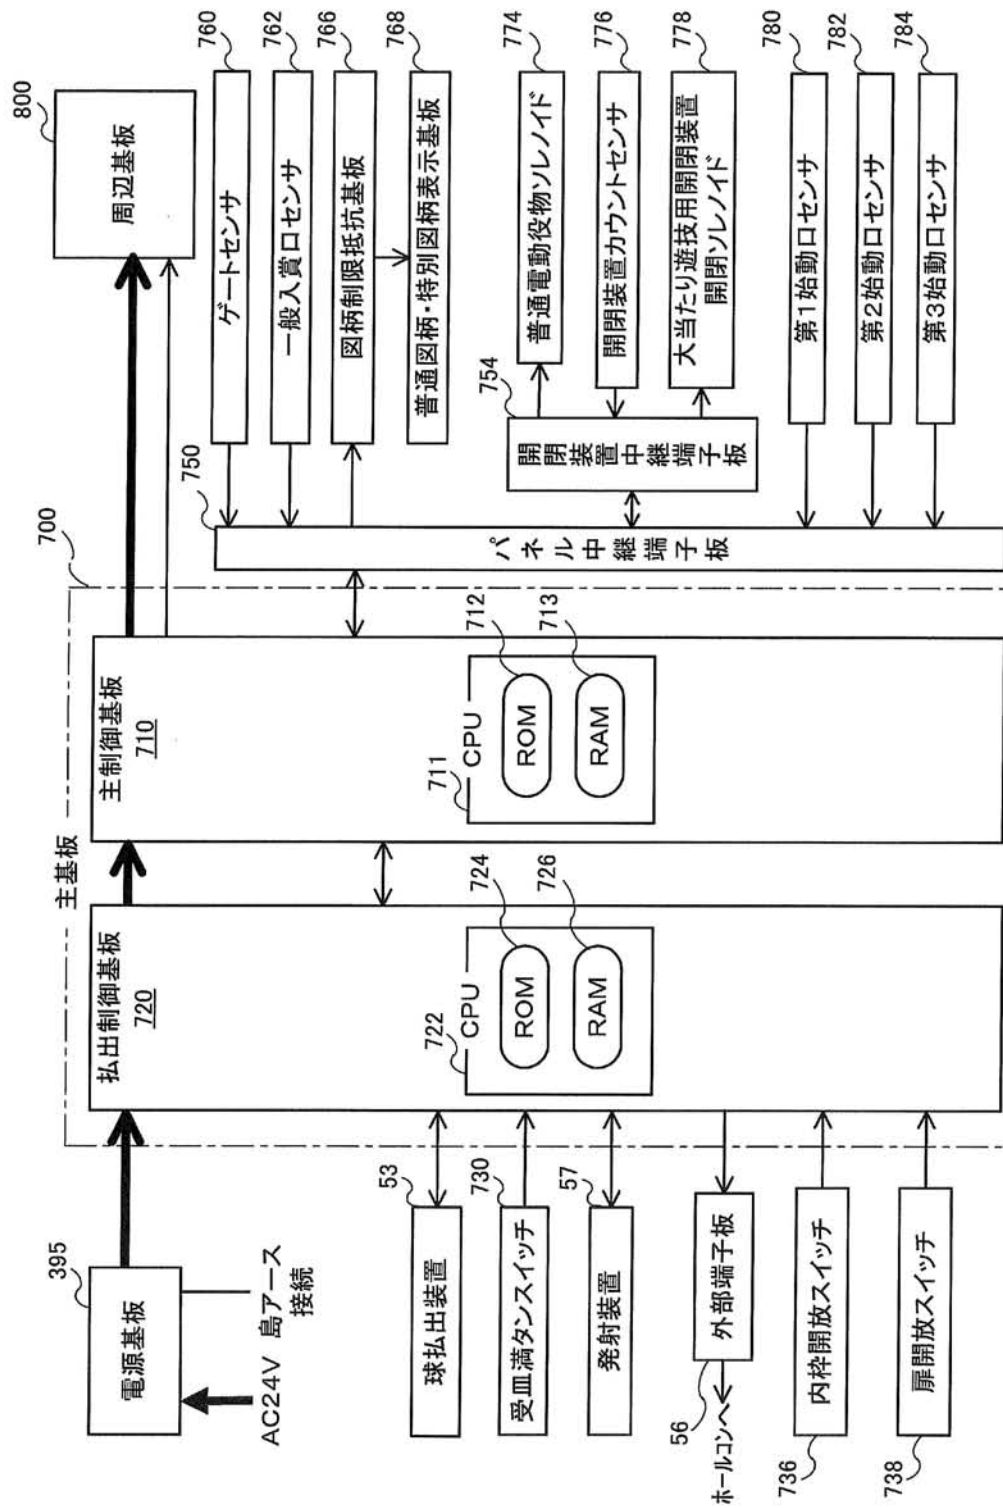 主基板
700
395
電源基板
AC24V
島アース
接続
払出制御基板
720
主制御基板
710
800
周辺基板
53
球払出装置
730
受皿満タンスイッチ
57
発射装置
外部端子板
56
ホールコンへ
736
内枠開放スイッチ
738
扉開放スイッチ
722
CPU
724
ROM
726
RAM
711
CPU
712
ROM
713
RAM
750
パネル中継端子板
760
ゲートセンサ
762
一般入賞口センサ
766
図柄制限抵抗基板
768
普通図柄・特別図柄表示基板
754
開閉装置中継端子板
774
普通電動役物ソレノイド
776
開閉装置カウントセンサ
778
大当たり遊技用開閉装置
開閉ソレノイド
780
第1始動口センサ
782
第2始動口センサ
784
第3始動口センサ